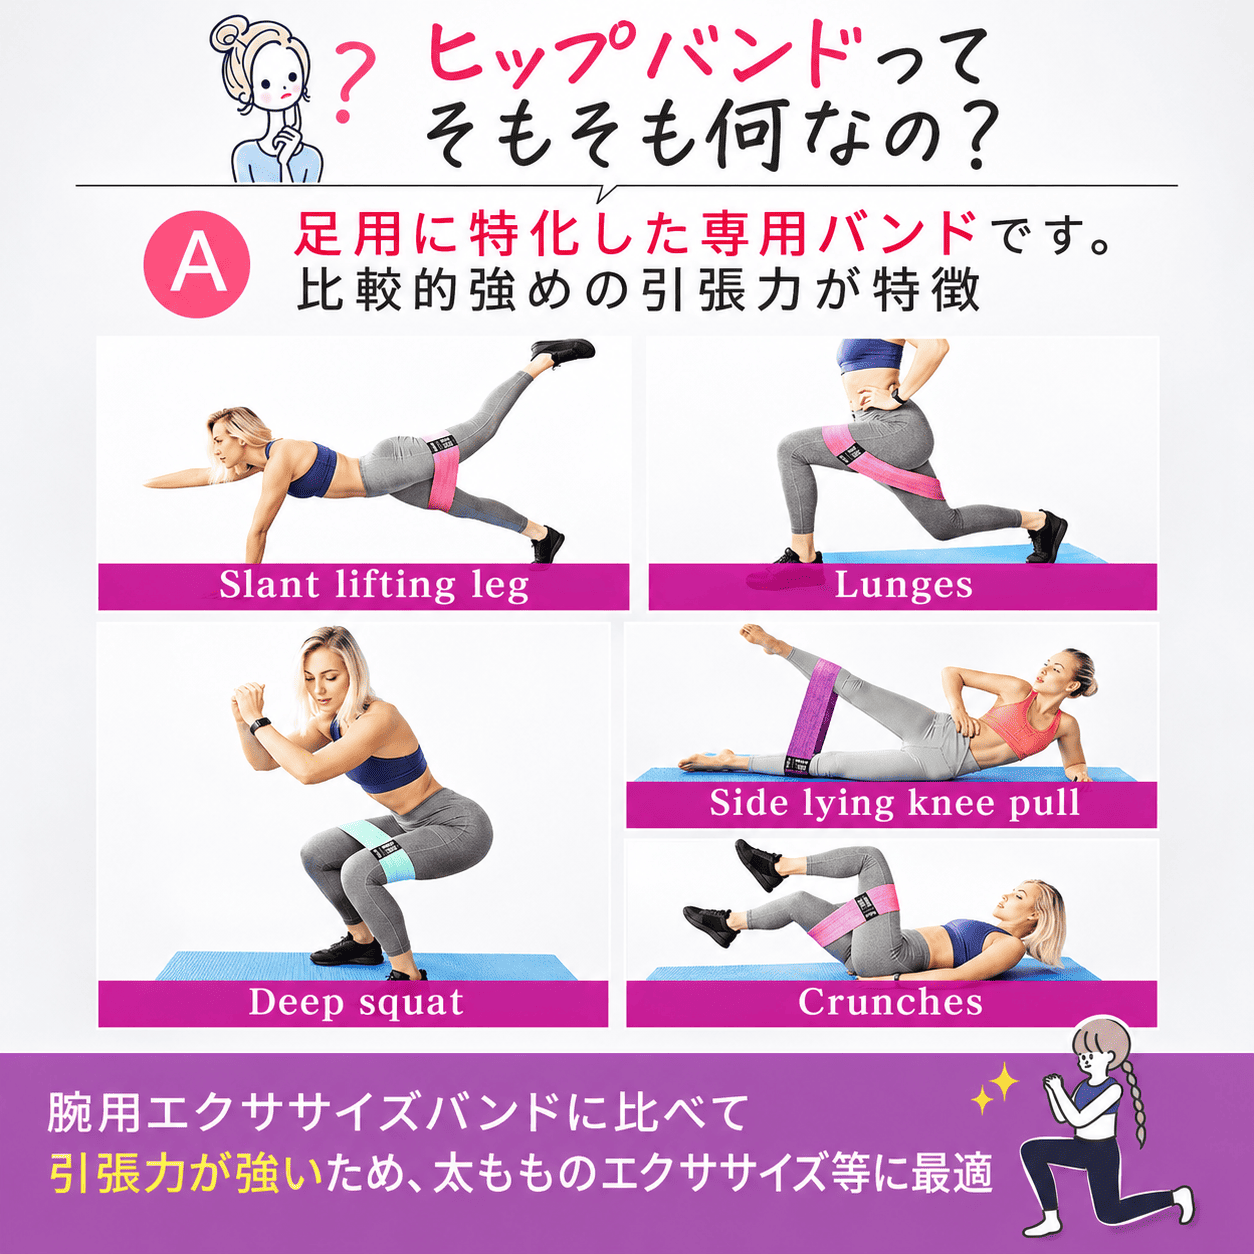 ?
ヒップバンドって
そもそも何なの?
A
足用に特化した専用バンドです。
比較的強めの引張力が特徴
Slant lifting leg
Lunges
Deep squat
Side lying knee pull
Crunches
腕用エクササイズバンドに比べて
引張力が強いため、太もものエクササイズ等に最適